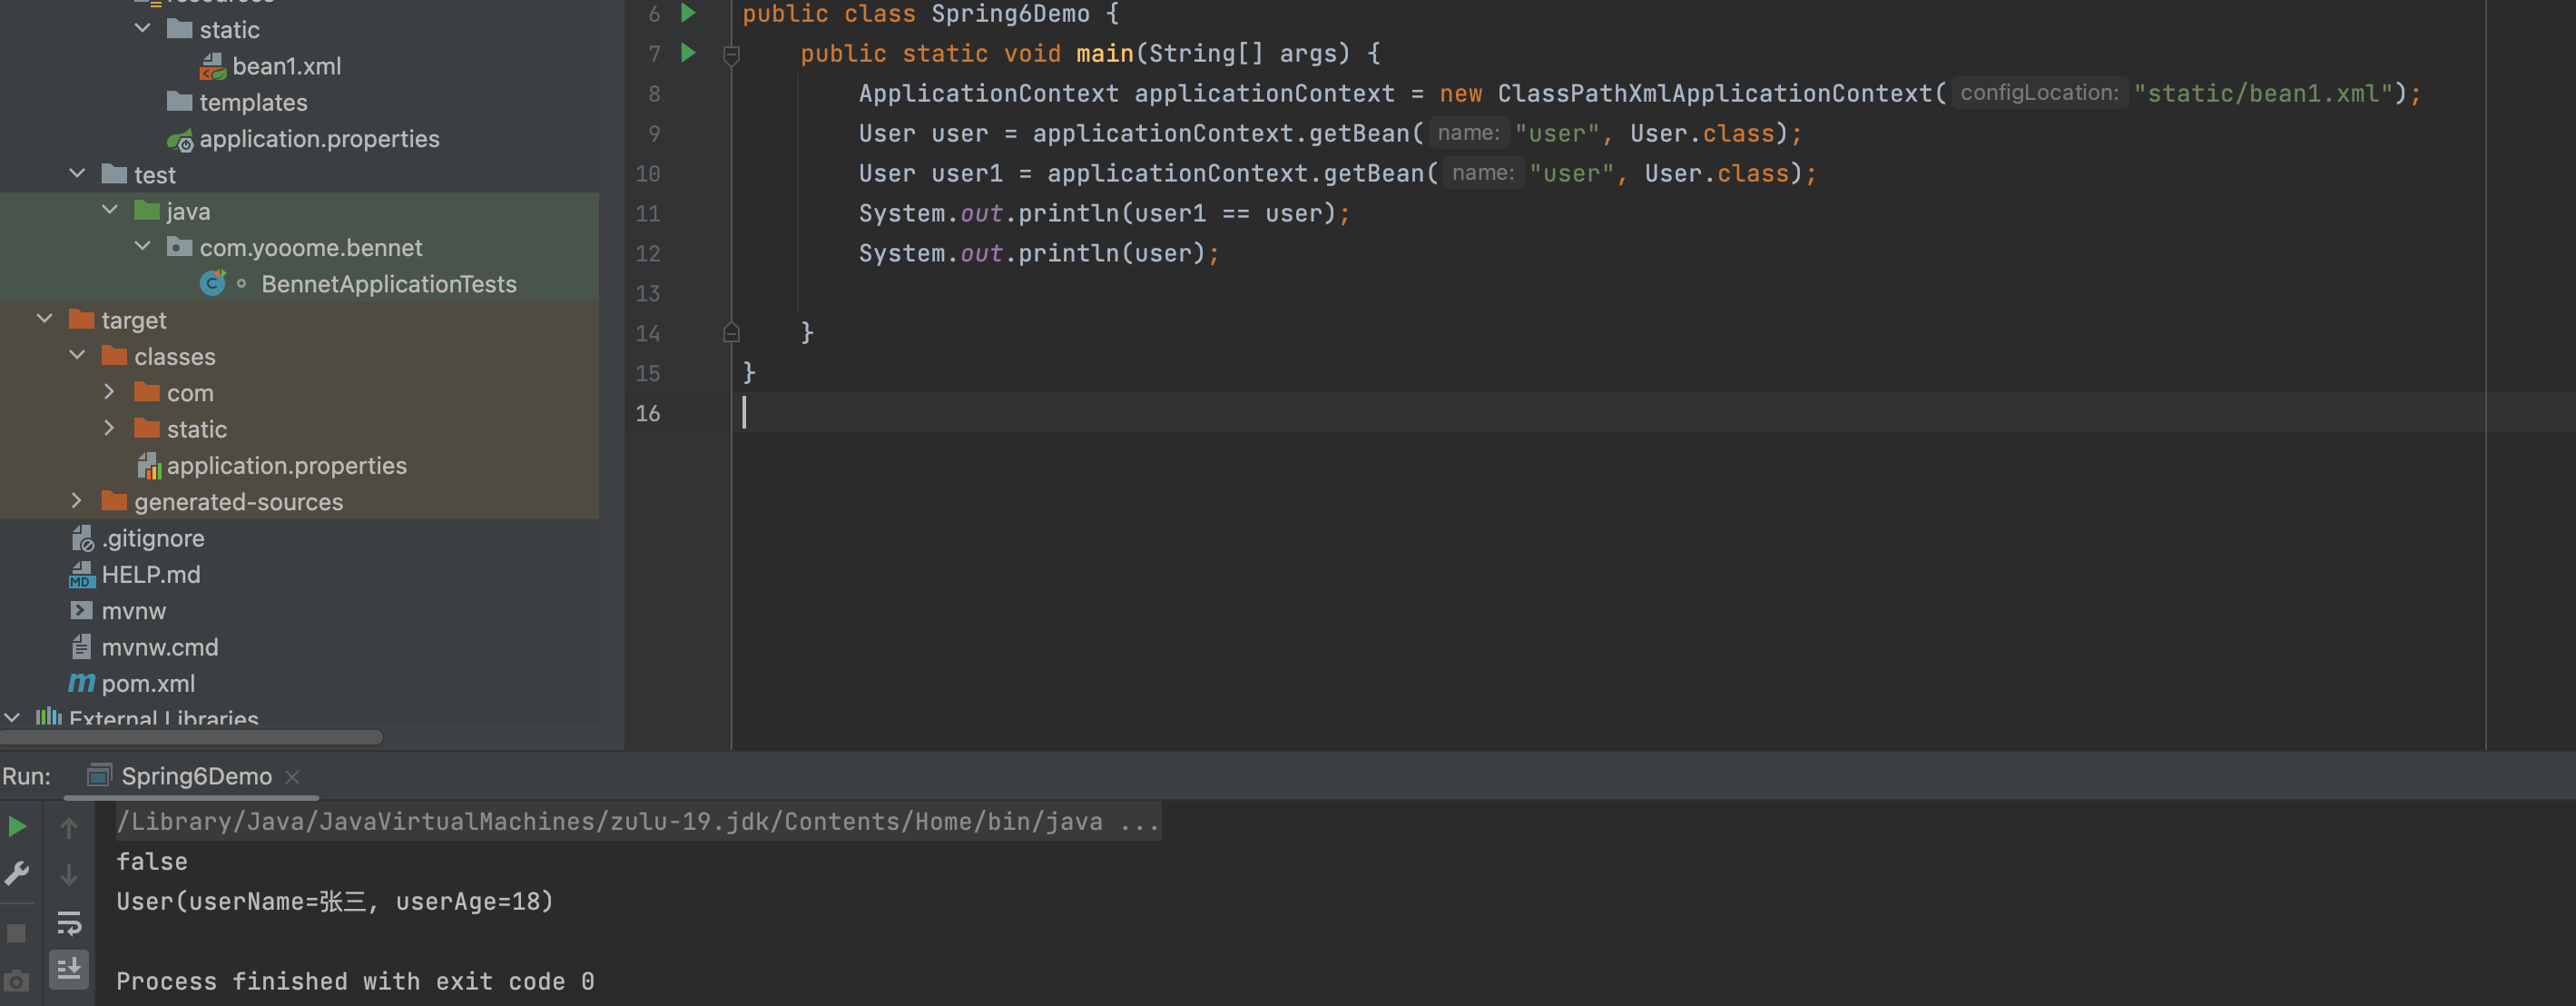 resources
static
bean1.xml
templates
application.properties
test
java
com.yooome.bennet
BennetApplicationTests
target
classes
com
static
application.properties
generated-sources
.gitignore
HELP.md
MD
mvnw
mvnw.cmd
m pom.xml
External Libraries
6 public class Spring6Demo {
7 public static void main(String[] args) {
8 ApplicationContext applicationContext = new ClassPathXmlApplicationContext( configLocation: "static/bean1.xml");
9 User user = applicationContext.getBean( name: "user", User.class);
10 User user1 = applicationContext.getBean( name: "user", User.class);
11 System.out.println(user1 == user);
12 System.out.println(user);
13
14 }
15 }
16
Run: Spring6Demo
/Library/Java/JavaVirtualMachines/zulu-19.jdk/Contents/Home/bin/java ...
false
User(userName=张三, userAge=18)
Process finished with exit code 0